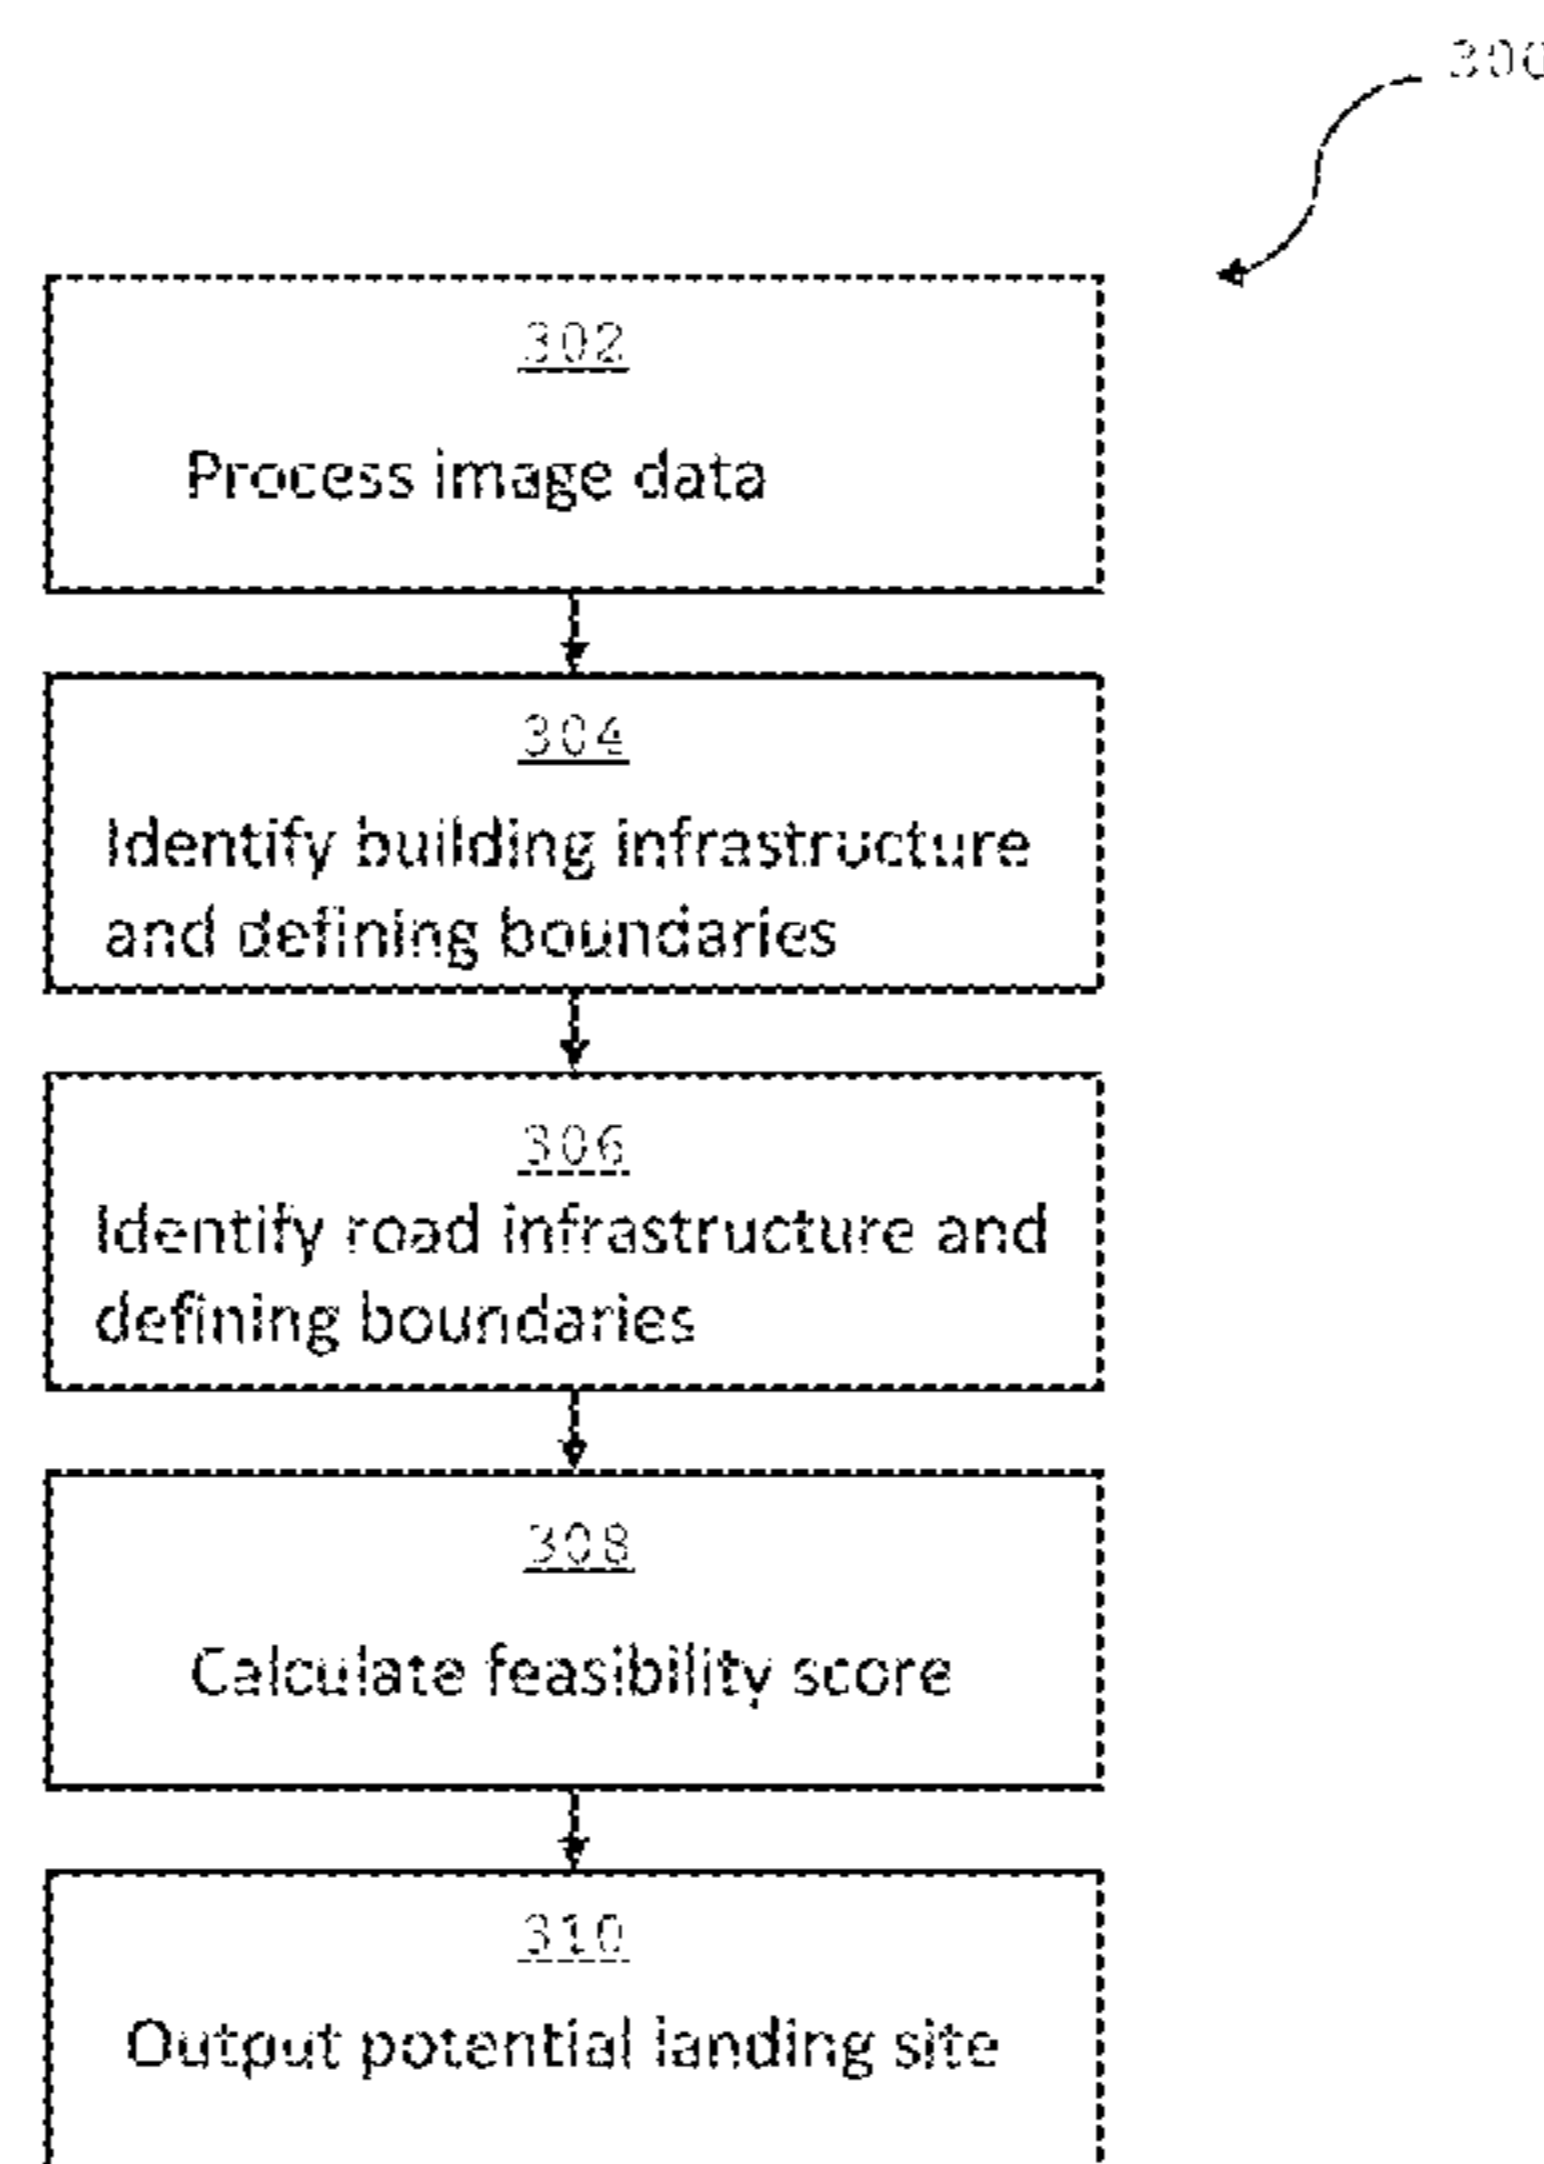 300
302
Process image data
304
Identify building infrastructure
and defining boundaries
306
Identify road infrastructure and
defining boundaries
308
Calculate feasibility score
310
Output potential landing site